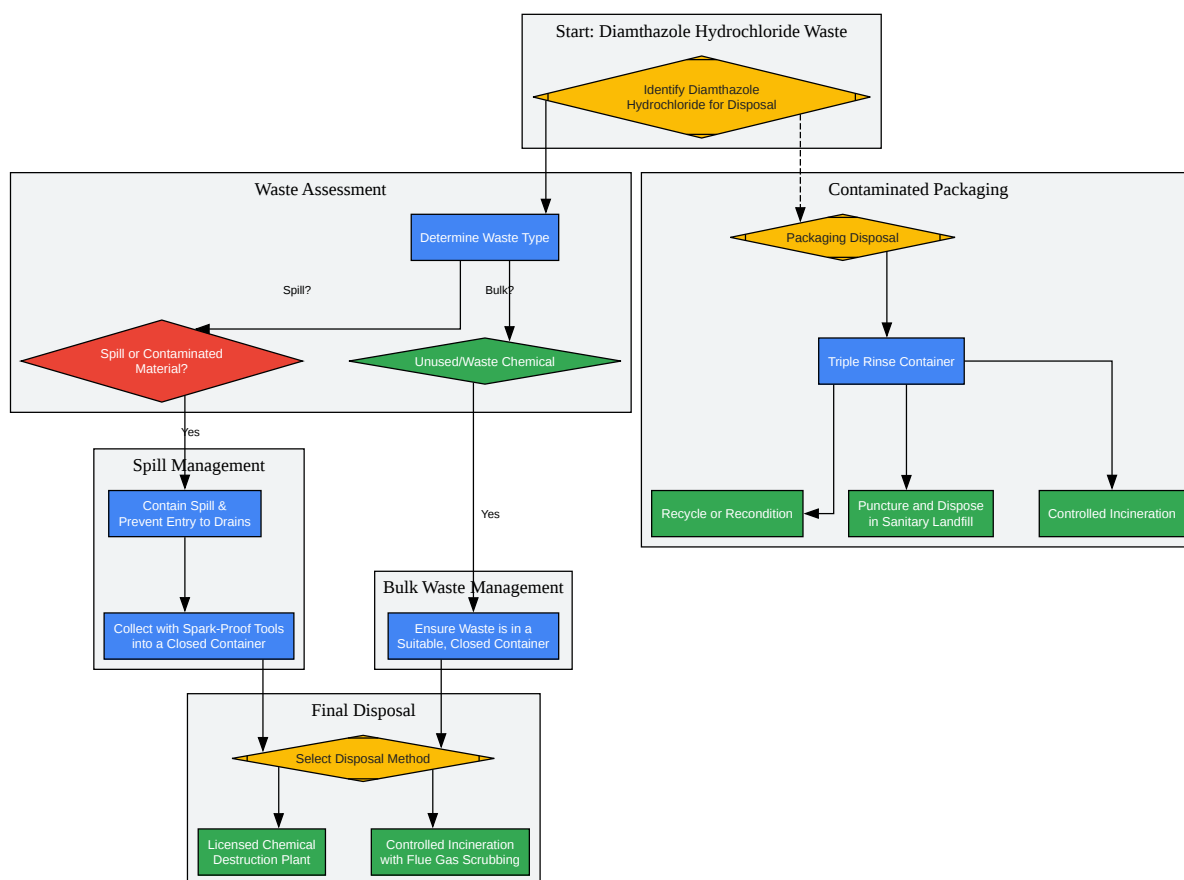 Start: Diamthazole Hydrochloride Waste
Identify Diamthazole
Hydrochloride for Disposal
Waste Assessment
Determine Waste Type
Spill?
Bulk?
Spill or Contaminated
Material?
Unused/Waste Chemical
Yes
Spill Management
Contain Spill &
Prevent Entry to Drains
Collect with Spark-Proof Tools
into a Closed Container
Yes
Bulk Waste Management
Ensure Waste is in a
Suitable, Closed Container
Final Disposal
Select Disposal Method
Licensed Chemical
Destruction Plant
Controlled Incineration
with Flue Gas Scrubbing
Contaminated Packaging
Packaging Disposal
Triple Rinse Container
Recycle or Recondition
Puncture and Dispose
in Sanitary Landfill
Controlled Incineration